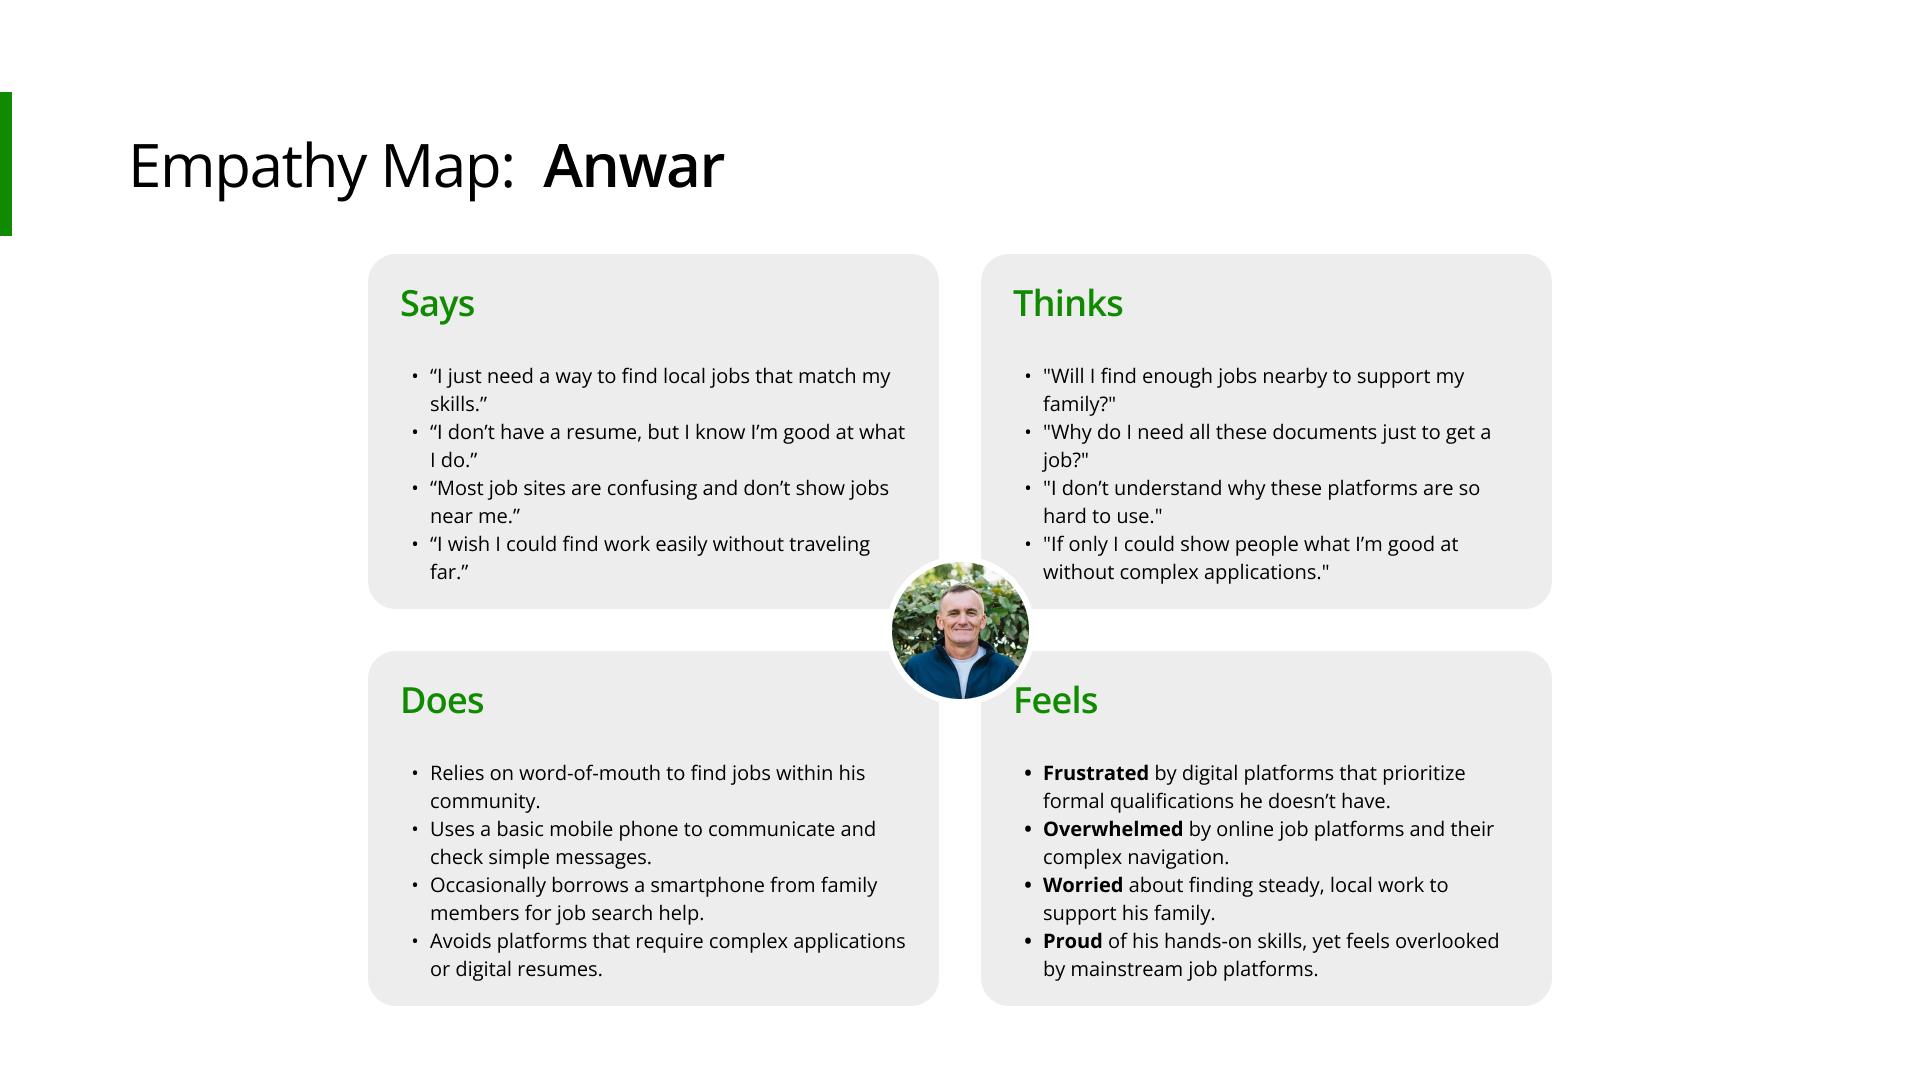 Empathy Map: Anwar
Says
• “I just need a way to find local jobs that match my
skills.”
• “I don’t have a resume, but I know I’m good at what
I do.”
• “Most job sites are confusing and don’t show jobs
near me.”
• “I wish I could find work easily without traveling
far.”
Thinks
• "Will I find enough jobs nearby to support my
family?"
• "Why do I need all these documents just to get a
job?"
• "I don’t understand why these platforms are so
hard to use."
• "If only I could show people what I’m good at
without complex applications."
Does
• Relies on word-of-mouth to find jobs within his
community.
• Uses a basic mobile phone to communicate and
check simple messages.
• Occasionally borrows a smartphone from family
members for job search help.
• Avoids platforms that require complex applications
or digital resumes.
Feels
• Frustrated by digital platforms that prioritize
formal qualifications he doesn’t have.
• Overwhelmed by online job platforms and their
complex navigation.
• Worried about finding steady, local work to
support his family.
• Proud of his hands-on skills, yet feels overlooked
by mainstream job platforms.